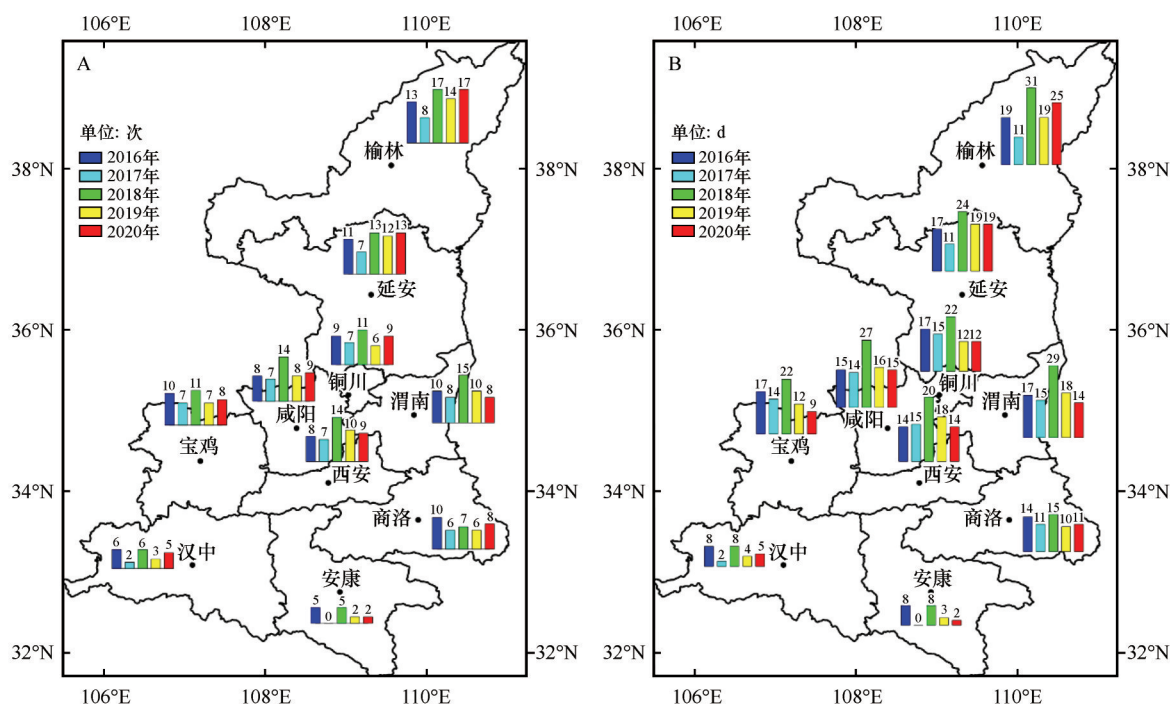 106°E 108°E 110°E
A
单位: 次
2016年
2017年
2018年
2019年
2020年
38°N
36°N
34°N
32°N
13 8 17 14 17
榆林
11 7 13 12 13
延安
9 7 11 6 9
铜川
8 7 14 8 9
咸阳
10 7 11 7 8
宝鸡
10 8 15 10 8
渭南
8 7 14 10 9
西安
10 6 7 6 8
商洛
6 2 6 3 5
汉中
安康
5 0 5 2 2
106°E 108°E 110°E
38°N
36°N
34°N
32°N
106°E 108°E 110°E
B
单位: d
2016年
2017年
2018年
2019年
2020年
38°N
36°N
34°N
32°N
19 11 31 19 25
榆林
17 11 24 19 19
延安
17 15 22 12 12
铜川
15 14 27 16 15
咸阳
17 14 22 12 9
宝鸡
17 15 29 18 14
渭南
14 15 20 18 14
西安
14 11 15 10 11
商洛
8 2 8 4 5
汉中
安康
8 0 8 3 2
106°E 108°E 110°E